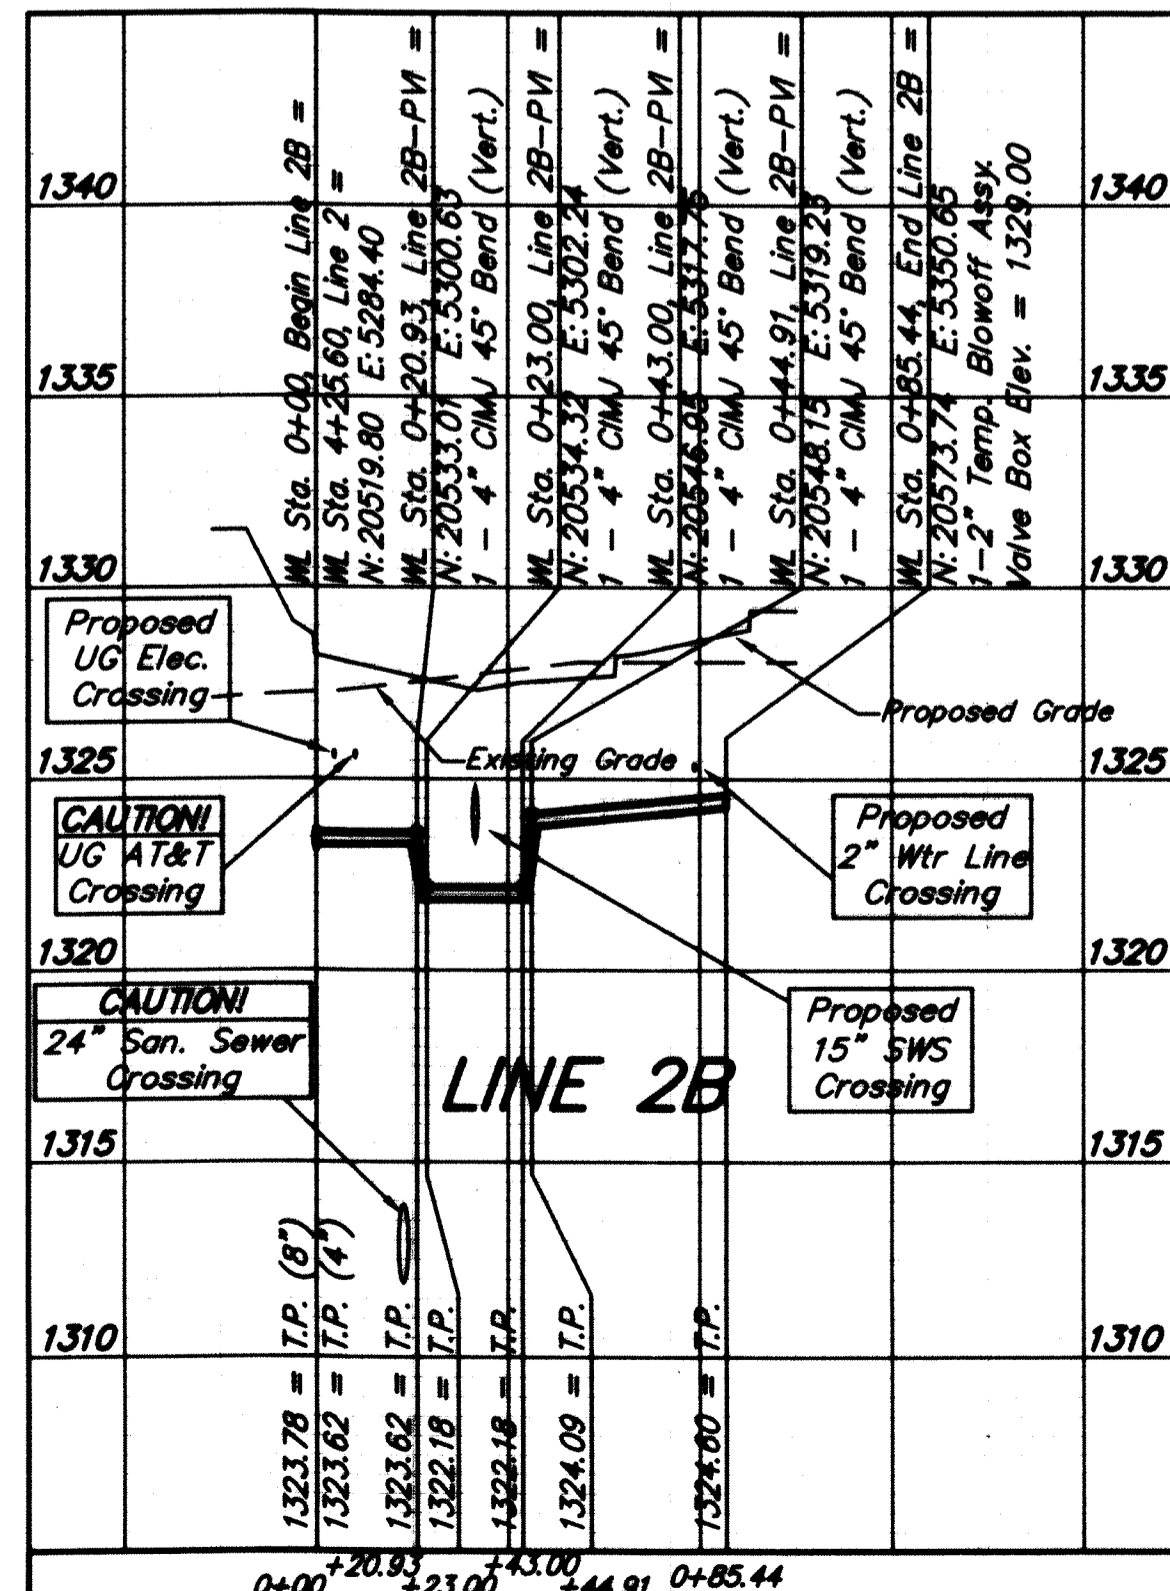 WL Sta. 0+00, Begin Line 2B =
WL Sta. 4+25.60, Line 2 =
N:20519.80 E:5284.40
WL Sta. 0+20.93, Line 2B-PVI =
N:20533.01 E:5300.63
1 - 4" CIMJ 45° Bend (Vert.)
WL Sta. 0+23.00, Line 2B-PVI =
N:20534.32 E:5302.24
1 - 4" CIMJ 45° Bend (Vert.)
WL Sta. 0+43.00, Line 2B-PVI =
N:20546.95 E:5317.76
1 - 4" CIMJ 45° Bend (Vert.)
WL Sta. 0+44.91, Line 2B-PVI =
N:20548.15 E:5319.23
1 - 4" CIMJ 45° Bend (Vert.)
WL Sta. 0+85.44, End Line 2B =
N:20573.74 E:5350.65
1-2" Temp. Blowoff Assy.
Valve Box Elev. = 1329.00
1340 1340
1335 1335
1330 1330
Proposed
UG Elec.
Crossing
Proposed Grade
Existing Grade
1325 1325
CAUTION!
UG AT&T
Crossing
Proposed
2" Wtr Line
Crossing
1320 1320
CAUTION!
24" San. Sewer
Crossing
Proposed
15" SWS
Crossing
LINE 2B
1315 1315
1310 1310
1323.78 = T.P. (8")
1323.62 = T.P. (4")
1323.62 = T.P.
1322.18 = T.P.
1322.18 = T.P.
1324.09 = T.P.
1324.60 = T.P.
0+00 +20.93 +23.00 +43.00 +44.91 0+85.44